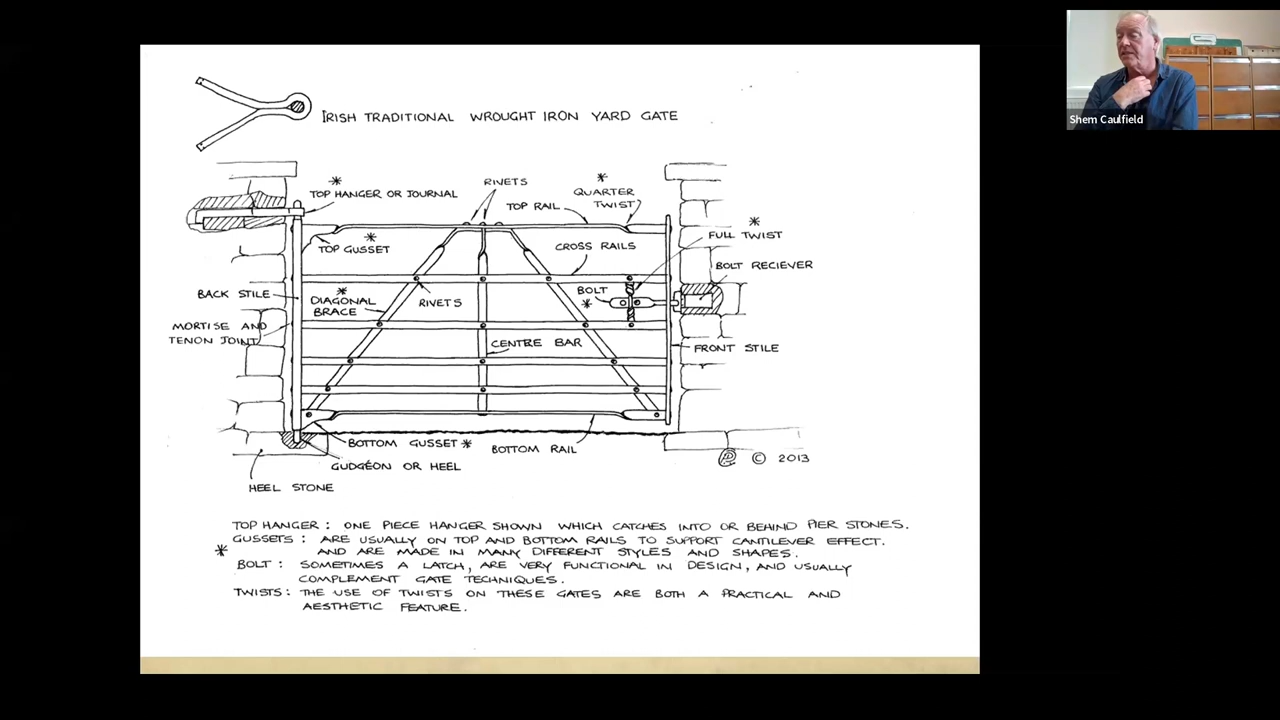 Shem Caulfield
IRISH TRADITIONAL WROUGHT IRON YARD GATE
* TOP HANGER OR JOURNAL
RIVETS
* QUARTER
TWIST
TOP RAIL
* TOP GUSSET
CROSS RAILS
* FULL TWIST
BOLT RECIEVER
BACK STILE
* DIAGONAL
BRACE
RIVETS
BOLT
*
MORTISE AND
TENON JOINT
CENTRE BAR
FRONT STILE
BOTTOM GUSSET *
BOTTOM RAIL
GUDGEON OR HEEL
HEEL STONE
© 2013
TOP HANGER : ONE PIECE HANGER SHOWN WHICH CATCHES INTO OR BEHIND PIER STONES.
GUSSETS : ARE USUALLY ON TOP AND BOTTOM RAILS TO SUPPORT CANTILEVER EFFECT.
* AND ARE MADE IN MANY DIFFERENT STYLES AND SHAPES.
BOLT : SOMETIMES A LATCH, ARE VERY FUNCTIONAL IN DESIGN, AND USUALLY
COMPLEMENT GATE TECHNIQUES.
TWISTS : THE USE OF TWISTS ON THESE GATES ARE BOTH A PRACTICAL AND
AESTHETIC FEATURE.